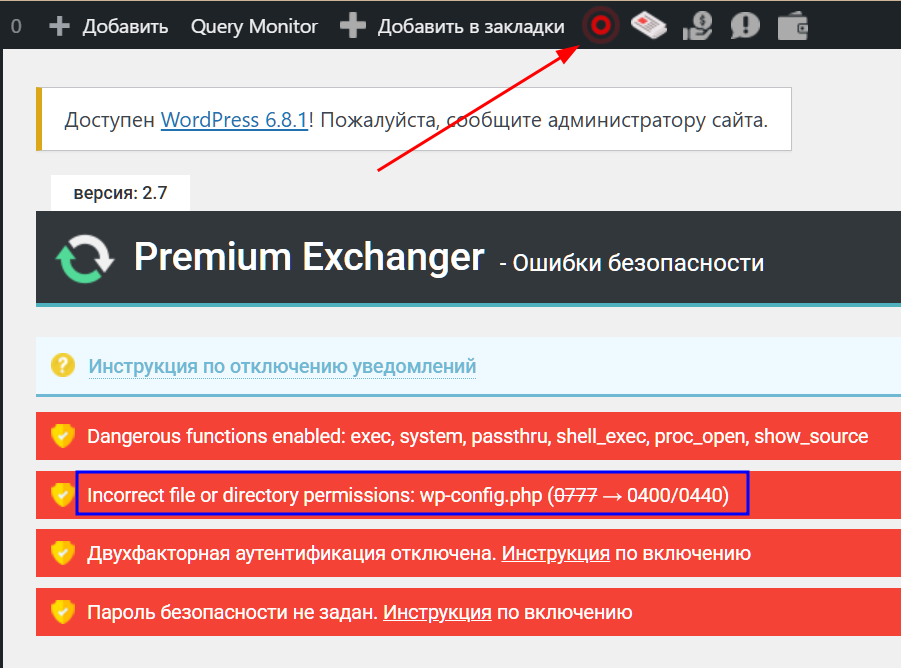 0 Добавить Query Monitor Добавить в закладки
Доступен WordPress 6.8.1! Пожалуйста, сообщите администратору сайта.
версия: 2.7
Premium Exchanger - Ошибки безопасности
Инструкция по отключению уведомлений
Dangerous functions enabled: exec, system, passthru, shell_exec, proc_open, show_source
Incorrect file or directory permissions: wp-config.php (0777 → 0400/0440)
Двухфакторная аутентификация отключена. Инструкция по включению
Пароль безопасности не задан. Инструкция по включению